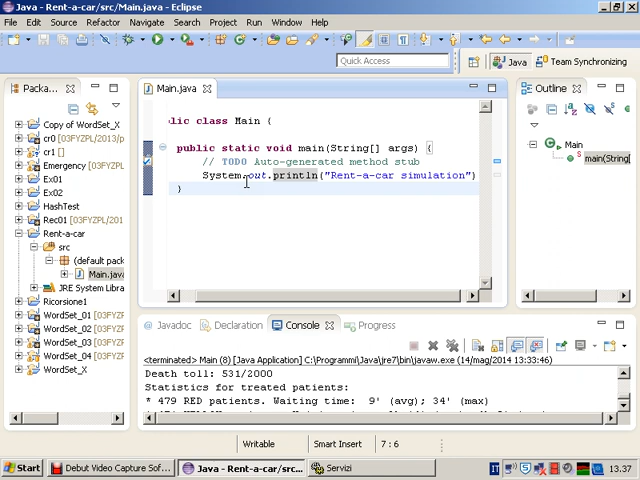 Java - Rent-a-car/src/Main.java - Eclipse
File Edit Source Refactor Navigate Search Project Run Window Help
Quick Access
Java
Team Synchronizing
Packa...
Main.java
Outline
Copy of WordSet_X
cr0 [03FYZPL/01
cr1 []
Emergency [03FYZP
Ex01
Ex02
HashTest
Rec01 [03FYZPL/02
Rent-a-car
src
(default pack
Main.java
JRE System Libra
Ricorsione1
WordSet_01 [03FYZP
WordSet_02 [03FYZP
WordSet_03 [03FYZP
WordSet_04 [03FYZP
WordSet_X
lic class Main {
public static void main(String[] args) {
// TODO Auto-generated method stub
System.out.println("Rent-a-car simulation")
}
Main
main(String[
Javadoc
Declaration
Console
Progress
<terminated> Main (8) [Java Application] C:\Programmi\Java\jre7\bin\javaw.exe (14/mag/2014 13:33:46)
Death toll: 531/2000
Statistics for treated patients:
* 479 RED patients. Waiting time: 9' (avg); 34' (max)
Writable
Smart Insert
7 : 6
Start
Debut Video Capture Sof...
Java - Rent-a-car/src...
Servizi
IT
13.37